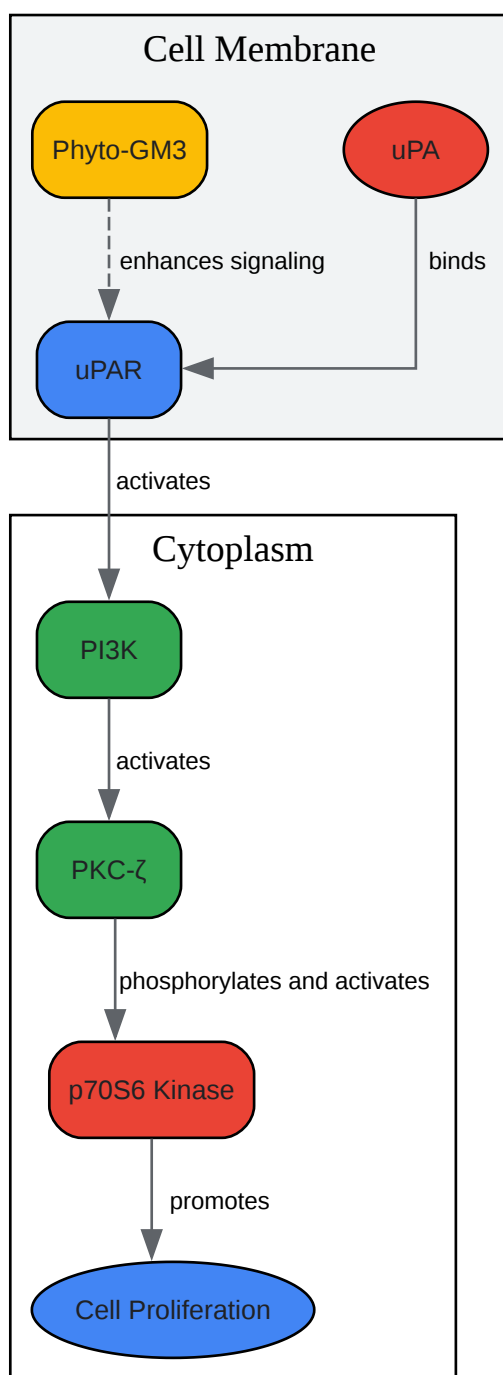 Cell Membrane
Phyto-GM3
uPA
enhances signaling
binds
uPAR
activates
Cytoplasm
PI3K
activates
PKC-ζ
phosphorylates and activates
p70S6 Kinase
promotes
Cell Proliferation